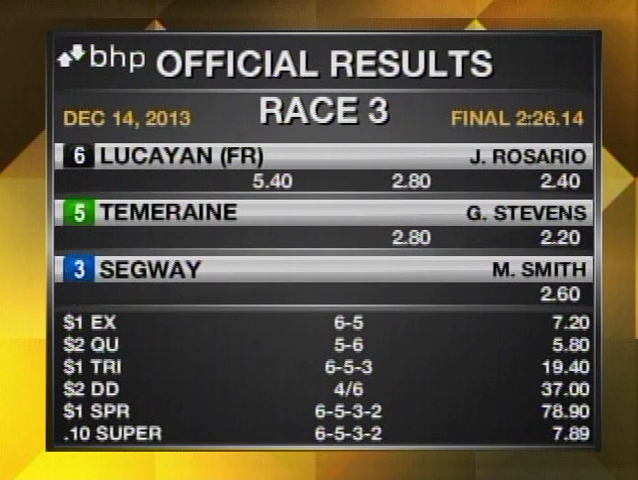 bhp OFFICIAL RESULTS
DEC 14, 2013 RACE 3 FINAL 2:26.14
6 LUCAYAN (FR) J. ROSARIO
5.40 2.80 2.40
5 TEMERAINE G. STEVENS
2.80 2.20
3 SEGWAY M. SMITH
2.60
$1 EX 6-5 7.20
$2 QU 5-6 5.80
$1 TRI 6-5-3 19.40
$2 DD 4/6 37.00
$1 SPR 6-5-3-2 78.90
.10 SUPER 6-5-3-2 7.89